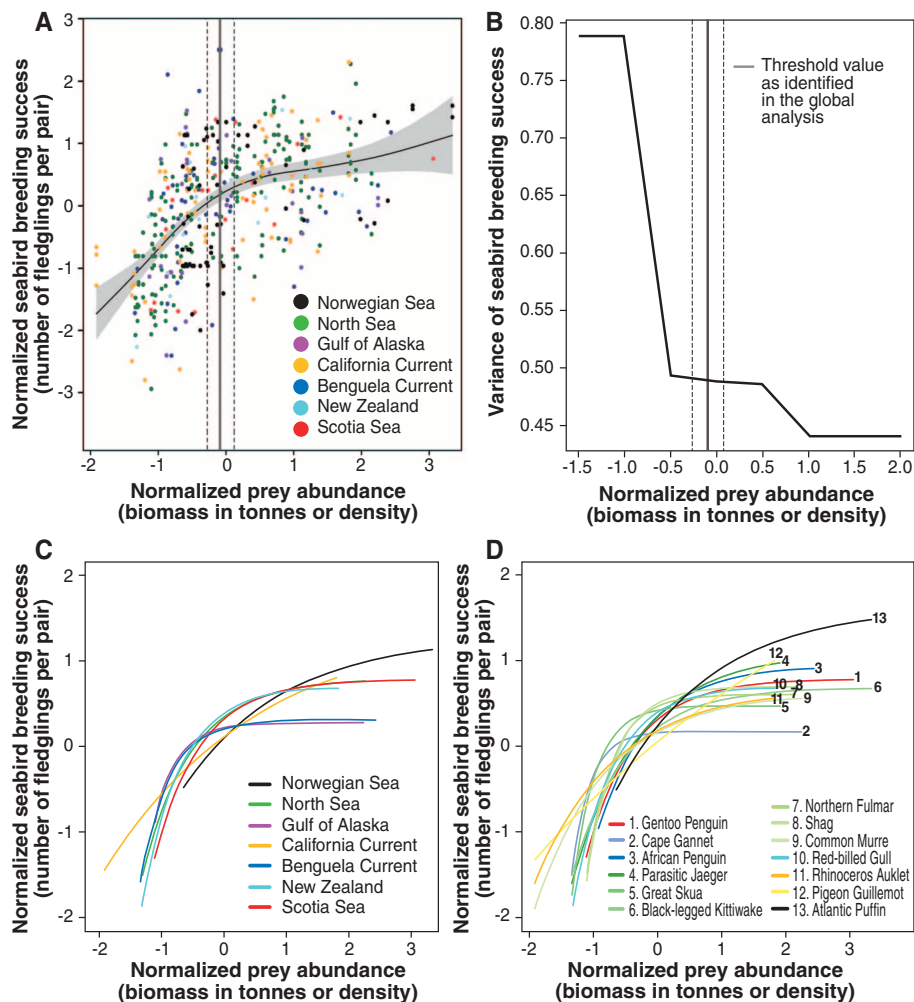 A
Normalized seabird breeding success
(number of fledglings per pair)
3
2
1
0
-1
-2
-3
Norwegian Sea
North Sea
Gulf of Alaska
California Current
Benguela Current
New Zealand
Scotia Sea
-2 -1 0 1 2 3
Normalized prey abundance
(biomass in tonnes or density)
B
Variance of seabird breeding success
0.80
0.75
0.70
0.65
0.60
0.55
0.50
0.45
Threshold value
as identified
in the global
analysis
-1.5 -1.0 -0.5 0.0 0.5 1.0 1.5 2.0
Normalized prey abundance
(biomass in tonnes or density)
C
Normalized seabird breeding success
(number of fledglings per pair)
2
1
0
-1
-2
Norwegian Sea
North Sea
Gulf of Alaska
California Current
Benguela Current
New Zealand
Scotia Sea
-2 -1 0 1 2 3
Normalized prey abundance
(biomass in tonnes or density)
D
Normalized seabird breeding success
(number of fledglings per pair)
2
1
0
-1
-2
13
12
4
3
1
10 8
7
6
11 9
5
2
1. Gentoo Penguin
2. Cape Gannet
3. African Penguin
4. Parasitic Jaeger
5. Great Skua
6. Black-legged Kittiwake
7. Northern Fulmar
8. Shag
9. Common Murre
10. Red-billed Gull
11. Rhinoceros Auklet
12. Pigeon Guillemot
13. Atlantic Puffin
-2 -1 0 1 2 3
Normalized prey abundance
(biomass in tonnes or density)